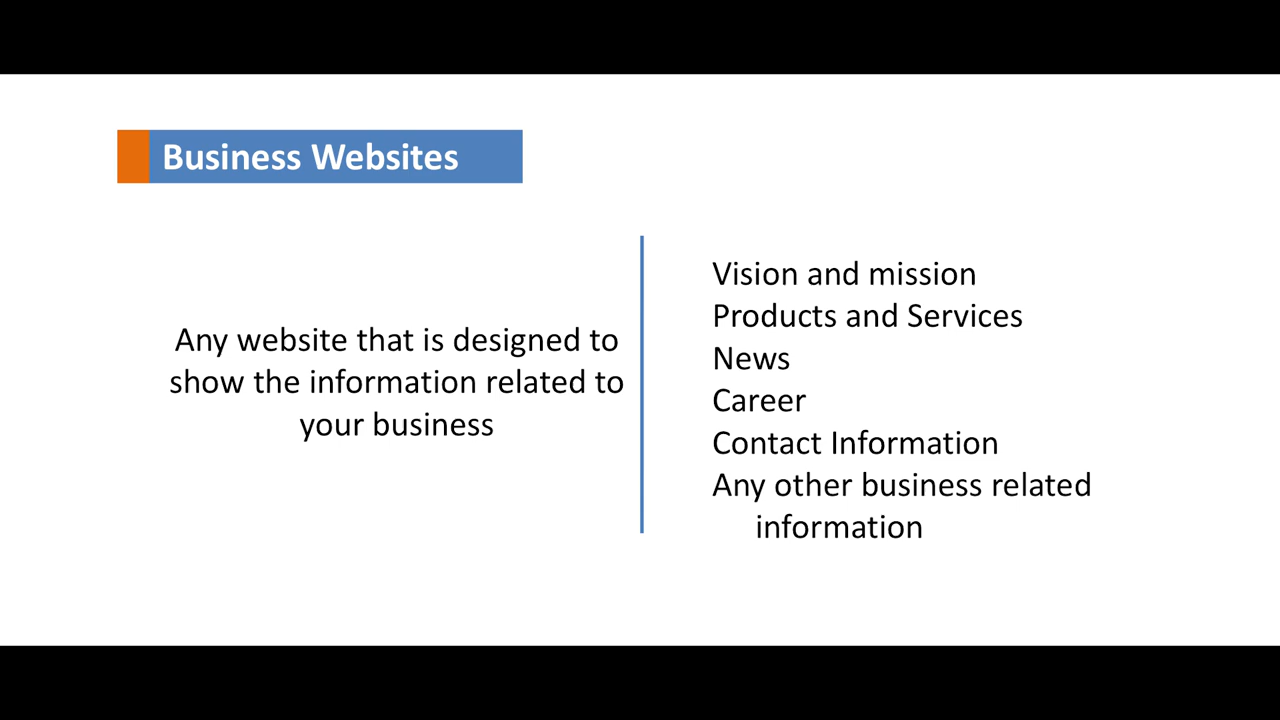 Business Websites
Any website that is designed to
show the information related to
your business
Vision and mission
Products and Services
News
Career
Contact Information
Any other business related
information